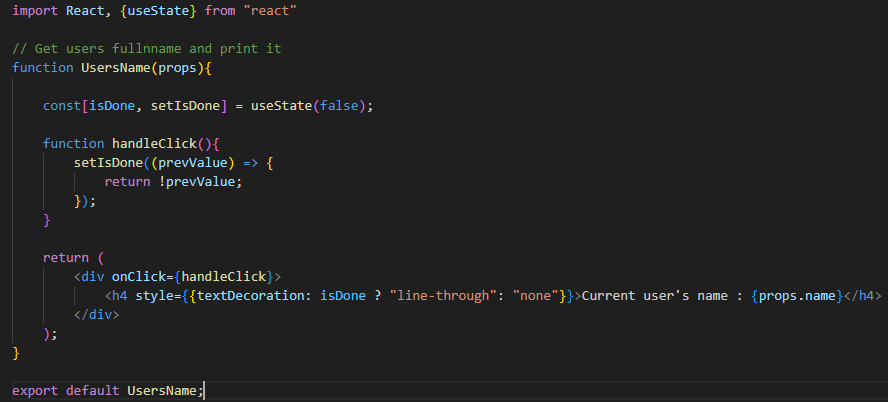 import React, {useState} from "react"
// Get users fullnname and print it
function UsersName(props){
const[isDone, setIsDone] = useState(false);
function handleClick(){
setIsDone((prevValue) => {
return !prevValue;
});
}
return (
<div onClick={handleClick}>
<h4 style={{textDecoration: isDone ? "line-through": "none"}}>Current user's name : {props.name}</h4>
</div>
);
}
export default UsersName;